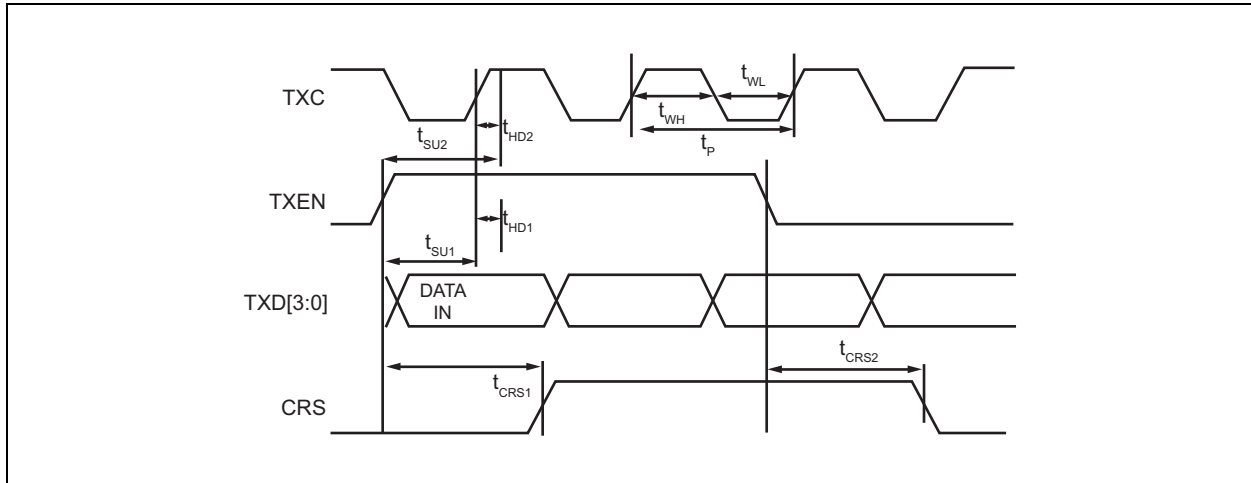 TXC
t_WL
t_WH
t_P
t_SU2
t_HD2
TXEN
t_HD1
t_SU1
TXD[3:0]
DATA
IN
t_CRS1
t_CRS2
CRS